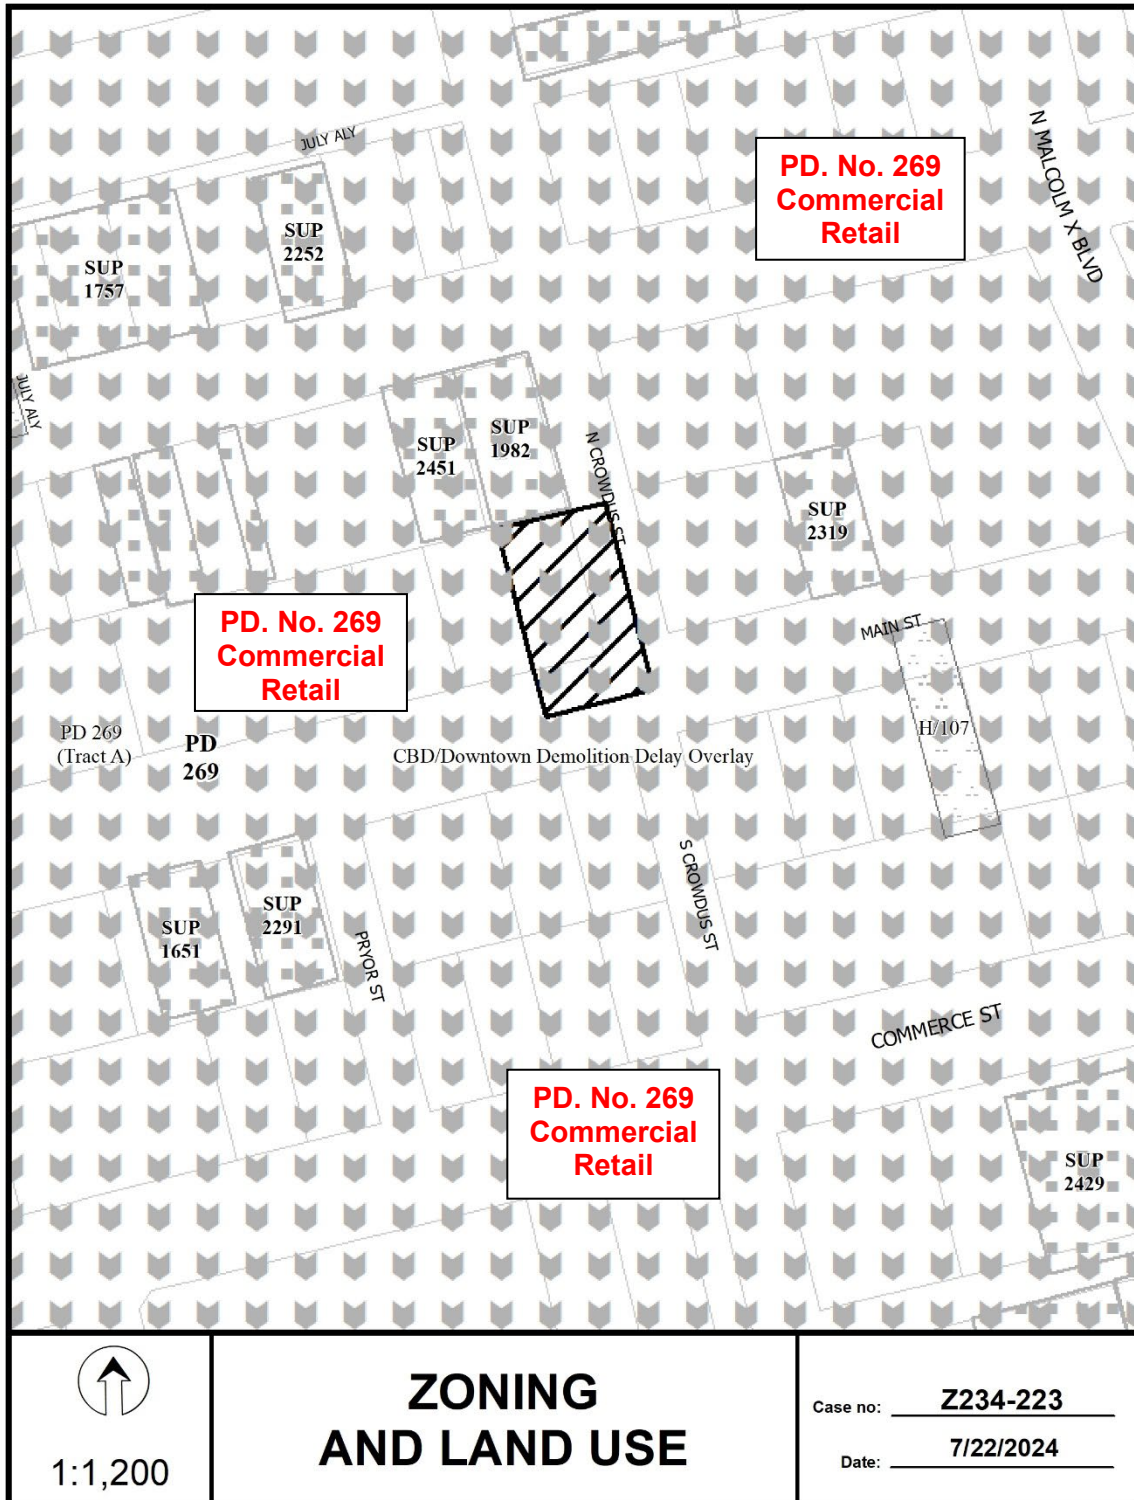 JULY ALY
N MALCOLM X BLVD
PD. No. 269
Commercial
Retail
SUP
2252
SUP
1757
JULY ALY
SUP
2451
SUP
1982
N CROWDUS ST
SUP
2319
PD. No. 269
Commercial
Retail
MAIN ST
H/107
PD 269
(Tract A)
PD
269
CBD/Downtown Demolition Delay Overlay
S CROWDUS ST
SUP
1651
SUP
2291
PRYOR ST
COMMERCE ST
PD. No. 269
Commercial
Retail
SUP
2429
1:1,200
ZONING
AND LAND USE
Case no: Z234-223
Date: 7/22/2024